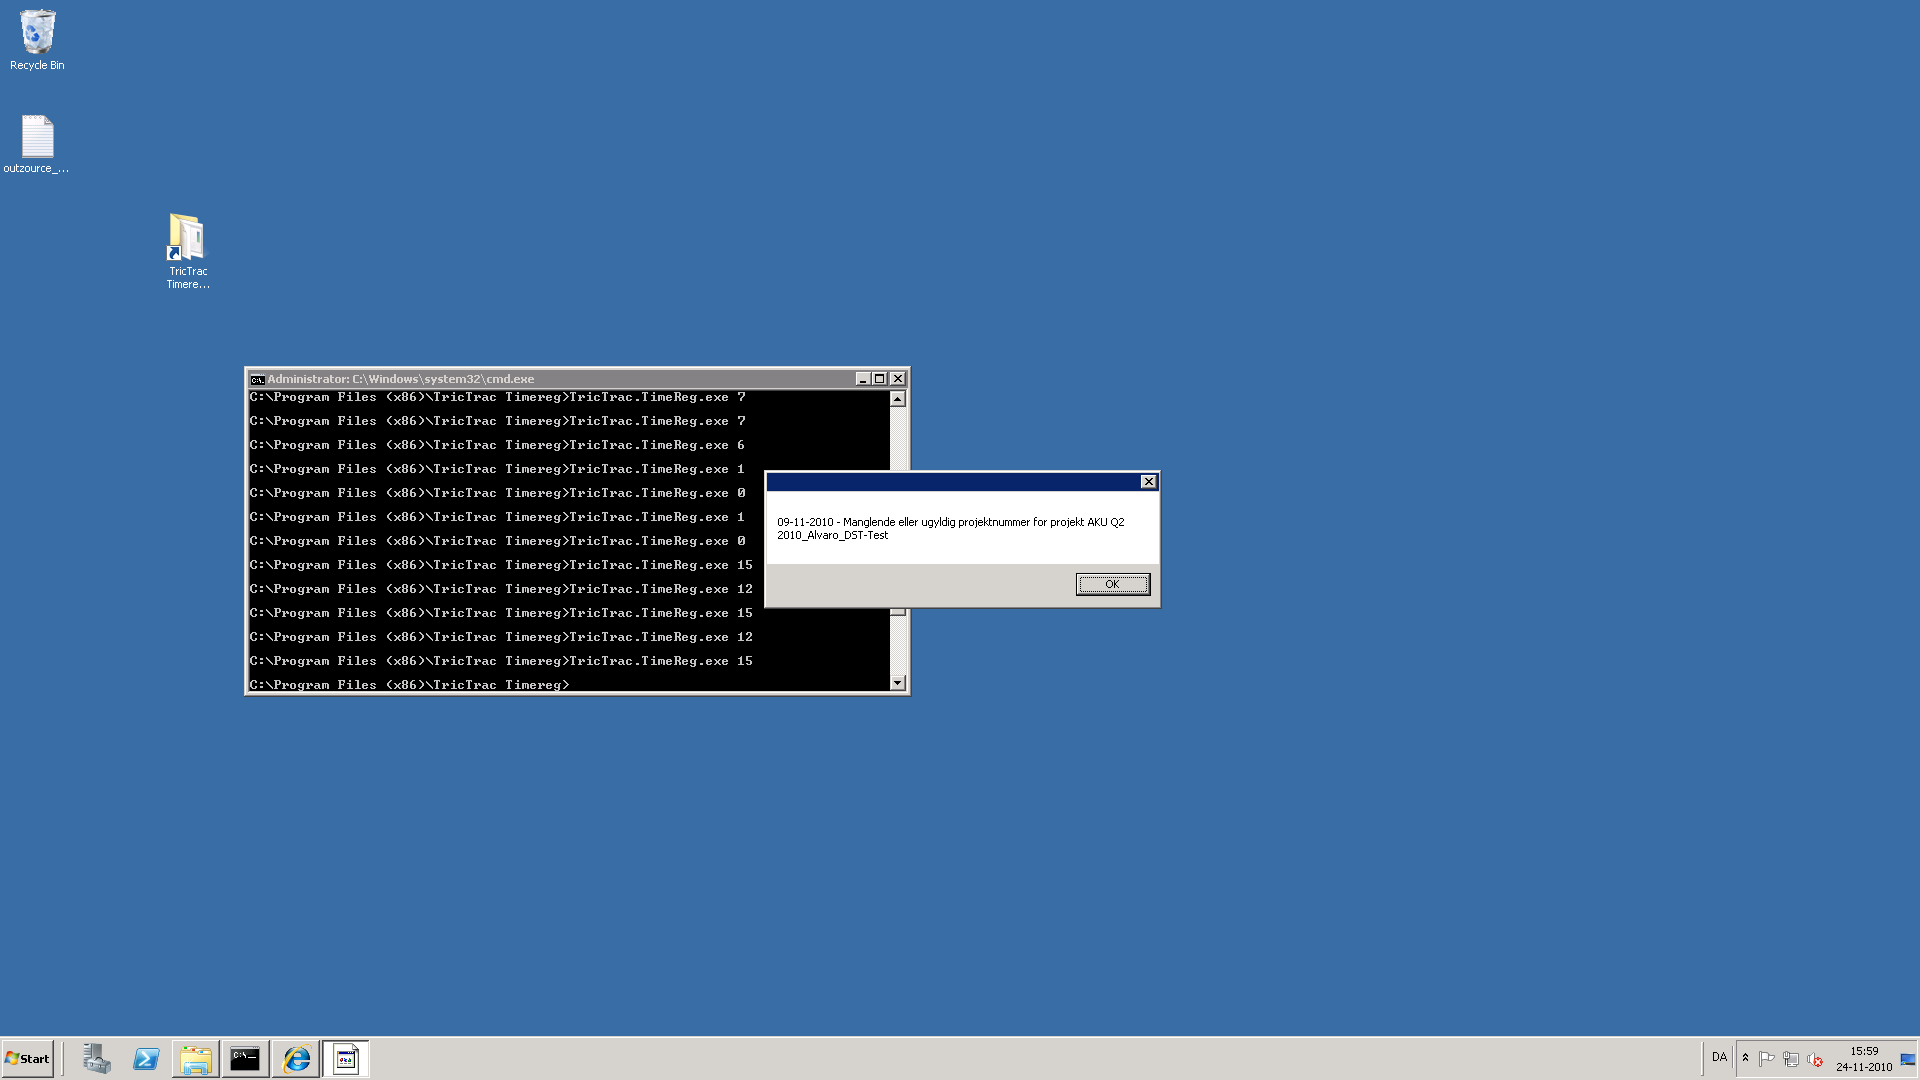 Recycle Bin
outzource_...
TricTrac
Timere...
Administrator: C:\Windows\system32\cmd.exe
C:\Program Files (x86)\TricTrac Timereg>TricTrac.TimeReg.exe 7
C:\Program Files (x86)\TricTrac Timereg>TricTrac.TimeReg.exe 7
C:\Program Files (x86)\TricTrac Timereg>TricTrac.TimeReg.exe 6
C:\Program Files (x86)\TricTrac Timereg>TricTrac.TimeReg.exe 1
C:\Program Files (x86)\TricTrac Timereg>TricTrac.TimeReg.exe 0
C:\Program Files (x86)\TricTrac Timereg>TricTrac.TimeReg.exe 1
C:\Program Files (x86)\TricTrac Timereg>TricTrac.TimeReg.exe 0
C:\Program Files (x86)\TricTrac Timereg>TricTrac.TimeReg.exe 15
C:\Program Files (x86)\TricTrac Timereg>TricTrac.TimeReg.exe 12
C:\Program Files (x86)\TricTrac Timereg>TricTrac.TimeReg.exe 15
C:\Program Files (x86)\TricTrac Timereg>TricTrac.TimeReg.exe 12
C:\Program Files (x86)\TricTrac Timereg>TricTrac.TimeReg.exe 15
C:\Program Files (x86)\TricTrac Timereg>
09-11-2010 - Manglende eller ugyldig projektnummer for projekt AKU Q2
2010_Alvaro_DST-Test
OK
Start
DA
15:59
24-11-2010